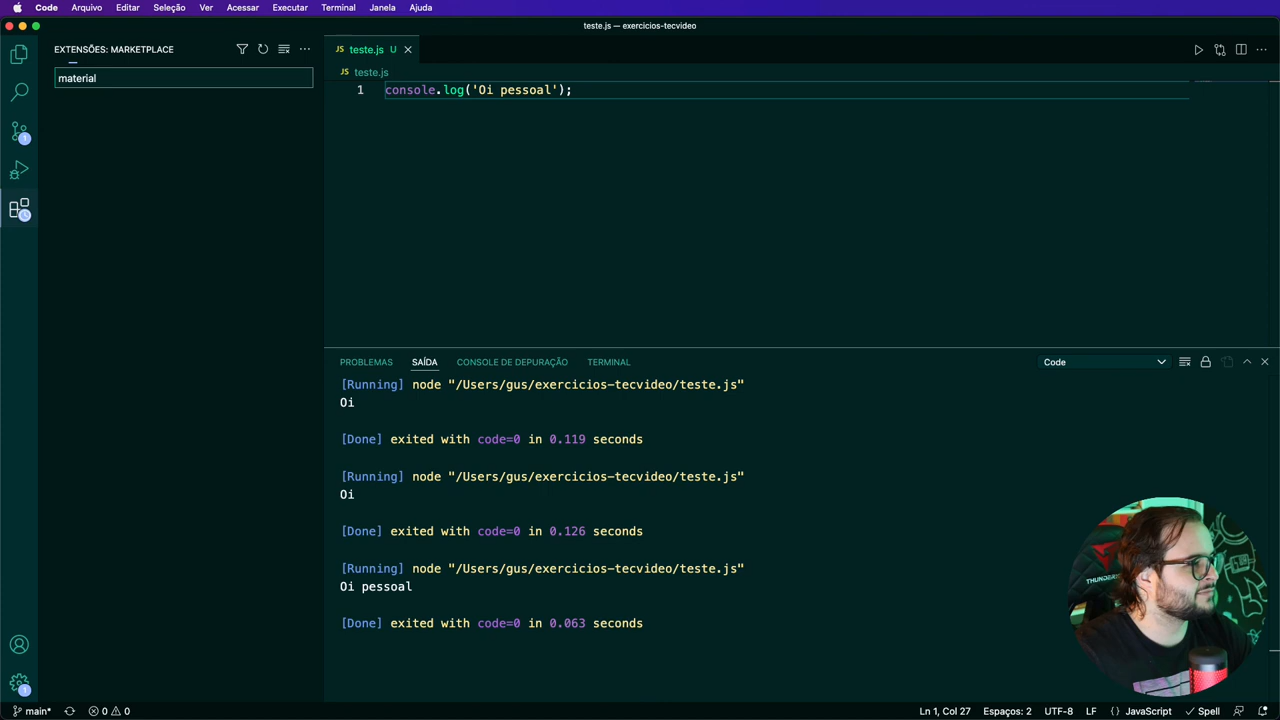 Code Arquivo Editar Seleção Ver Acessar Executar Terminal Janela Ajuda
teste.js — exercicios-tecvideo
EXTENSÕES: MARKETPLACE
material
JS teste.js U
JS teste.js
1 console.log('Oi pessoal');
PROBLEMAS SAÍDA CONSOLE DE DEPURAÇÃO TERMINAL Code
[Running] node "/Users/gus/exercicios-tecvideo/teste.js"
Oi
[Done] exited with code=0 in 0.119 seconds
[Running] node "/Users/gus/exercicios-tecvideo/teste.js"
Oi
[Done] exited with code=0 in 0.126 seconds
[Running] node "/Users/gus/exercicios-tecvideo/teste.js"
Oi pessoal
[Done] exited with code=0 in 0.063 seconds
1
1
main* 0 0 Ln 1, Col 27 Espaços: 2 UTF-8 LF {} JavaScript Spell